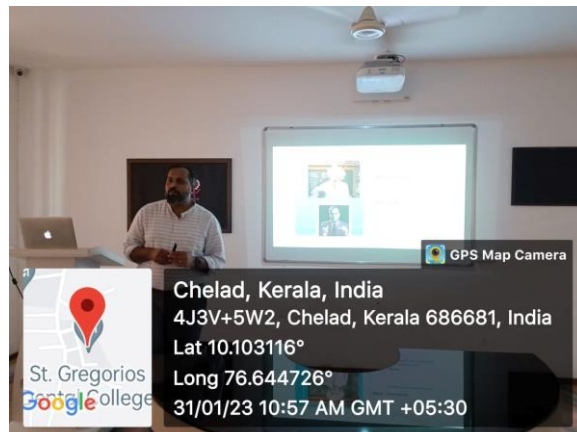 GPS Map Camera
Chelad, Kerala, India
4J3V+5W2, Chelad, Kerala 686681, India
Lat 10.103116°
Long 76.644726°
31/01/23 10:57 AM GMT +05:30
St. Gregorios
Dental College
Google